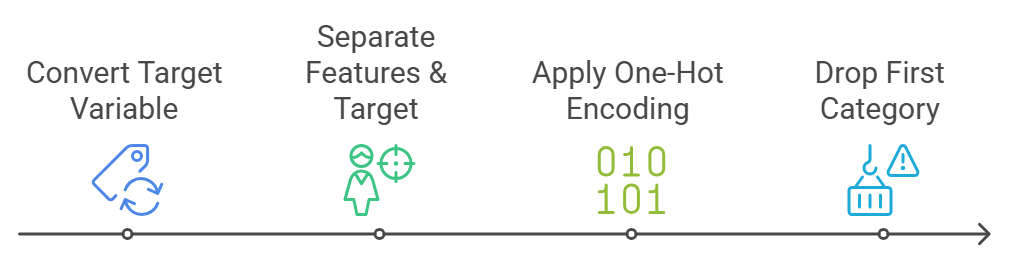 Convert Target
Variable
Separate
Features &
Target
Apply One-Hot
Encoding
010
101
Drop First
Category